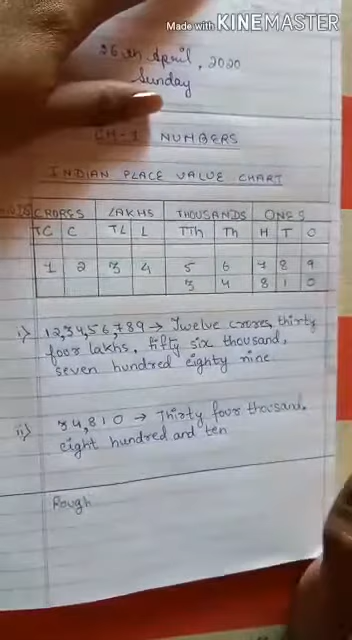 Made with KINEMASTER
26th April, 2020
Sunday
CH-1 NUMBERS
INDIAN PLACE VALUE CHART
CRORES LAKHS THOUSANDS ONES
TC C TL L TTh Th H T O
1 2 3 4 5 6 7 8 9
3 4 8 1 0
i) 12,34,56,789 → Twelve crores, thirty
four lakhs, fifty six thousand,
seven hundred eighty nine
ii) 34,810 → Thirty four thousand,
eight hundred and ten
Rough